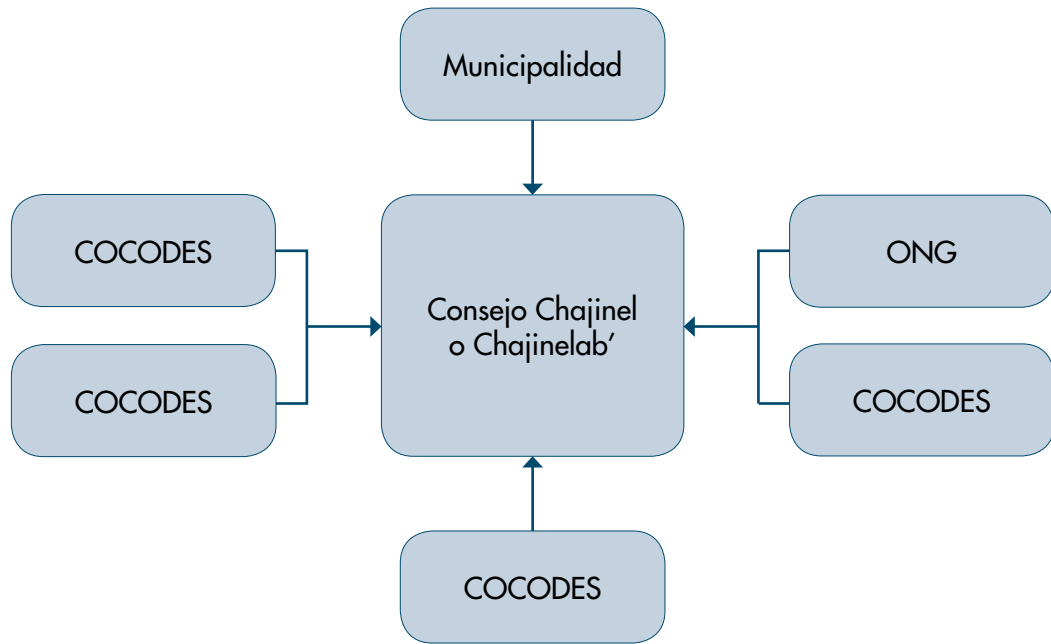 Municipalidad
COCODES
ONG
Consejo Chajinel
o Chajinelab’
COCODES
COCODES
COCODES